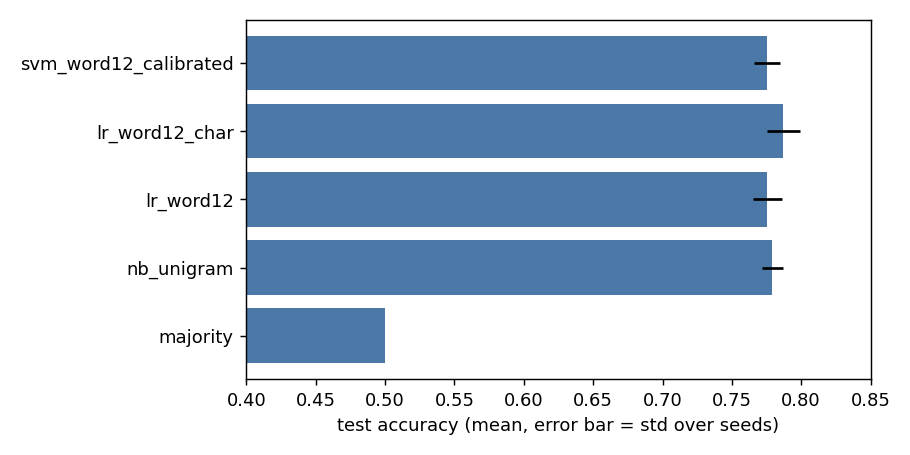 svm_word12_calibrated
lr_word12_char
lr_word12
nb_unigram
majority
0.40 0.45 0.50 0.55 0.60 0.65 0.70 0.75 0.80 0.85
test accuracy (mean, error bar = std over seeds)